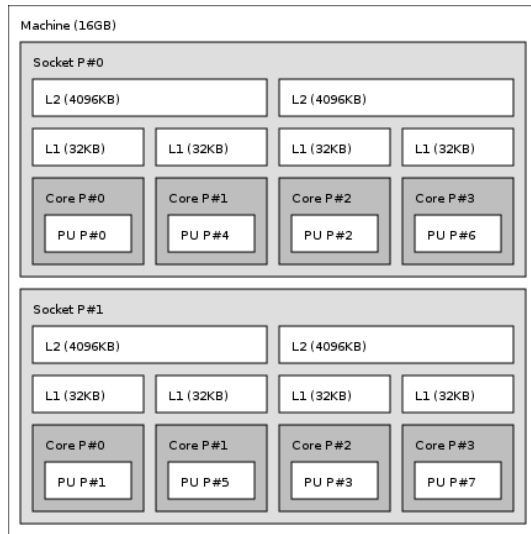 Machine (16GB)
Socket P#0
L2 (4096KB) L2 (4096KB)
L1 (32KB) L1 (32KB) L1 (32KB) L1 (32KB)
Core P#0 Core P#1 Core P#2 Core P#3
PU P#0 PU P#4 PU P#2 PU P#6
Socket P#1
L2 (4096KB) L2 (4096KB)
L1 (32KB) L1 (32KB) L1 (32KB) L1 (32KB)
Core P#0 Core P#1 Core P#2 Core P#3
PU P#1 PU P#5 PU P#3 PU P#7